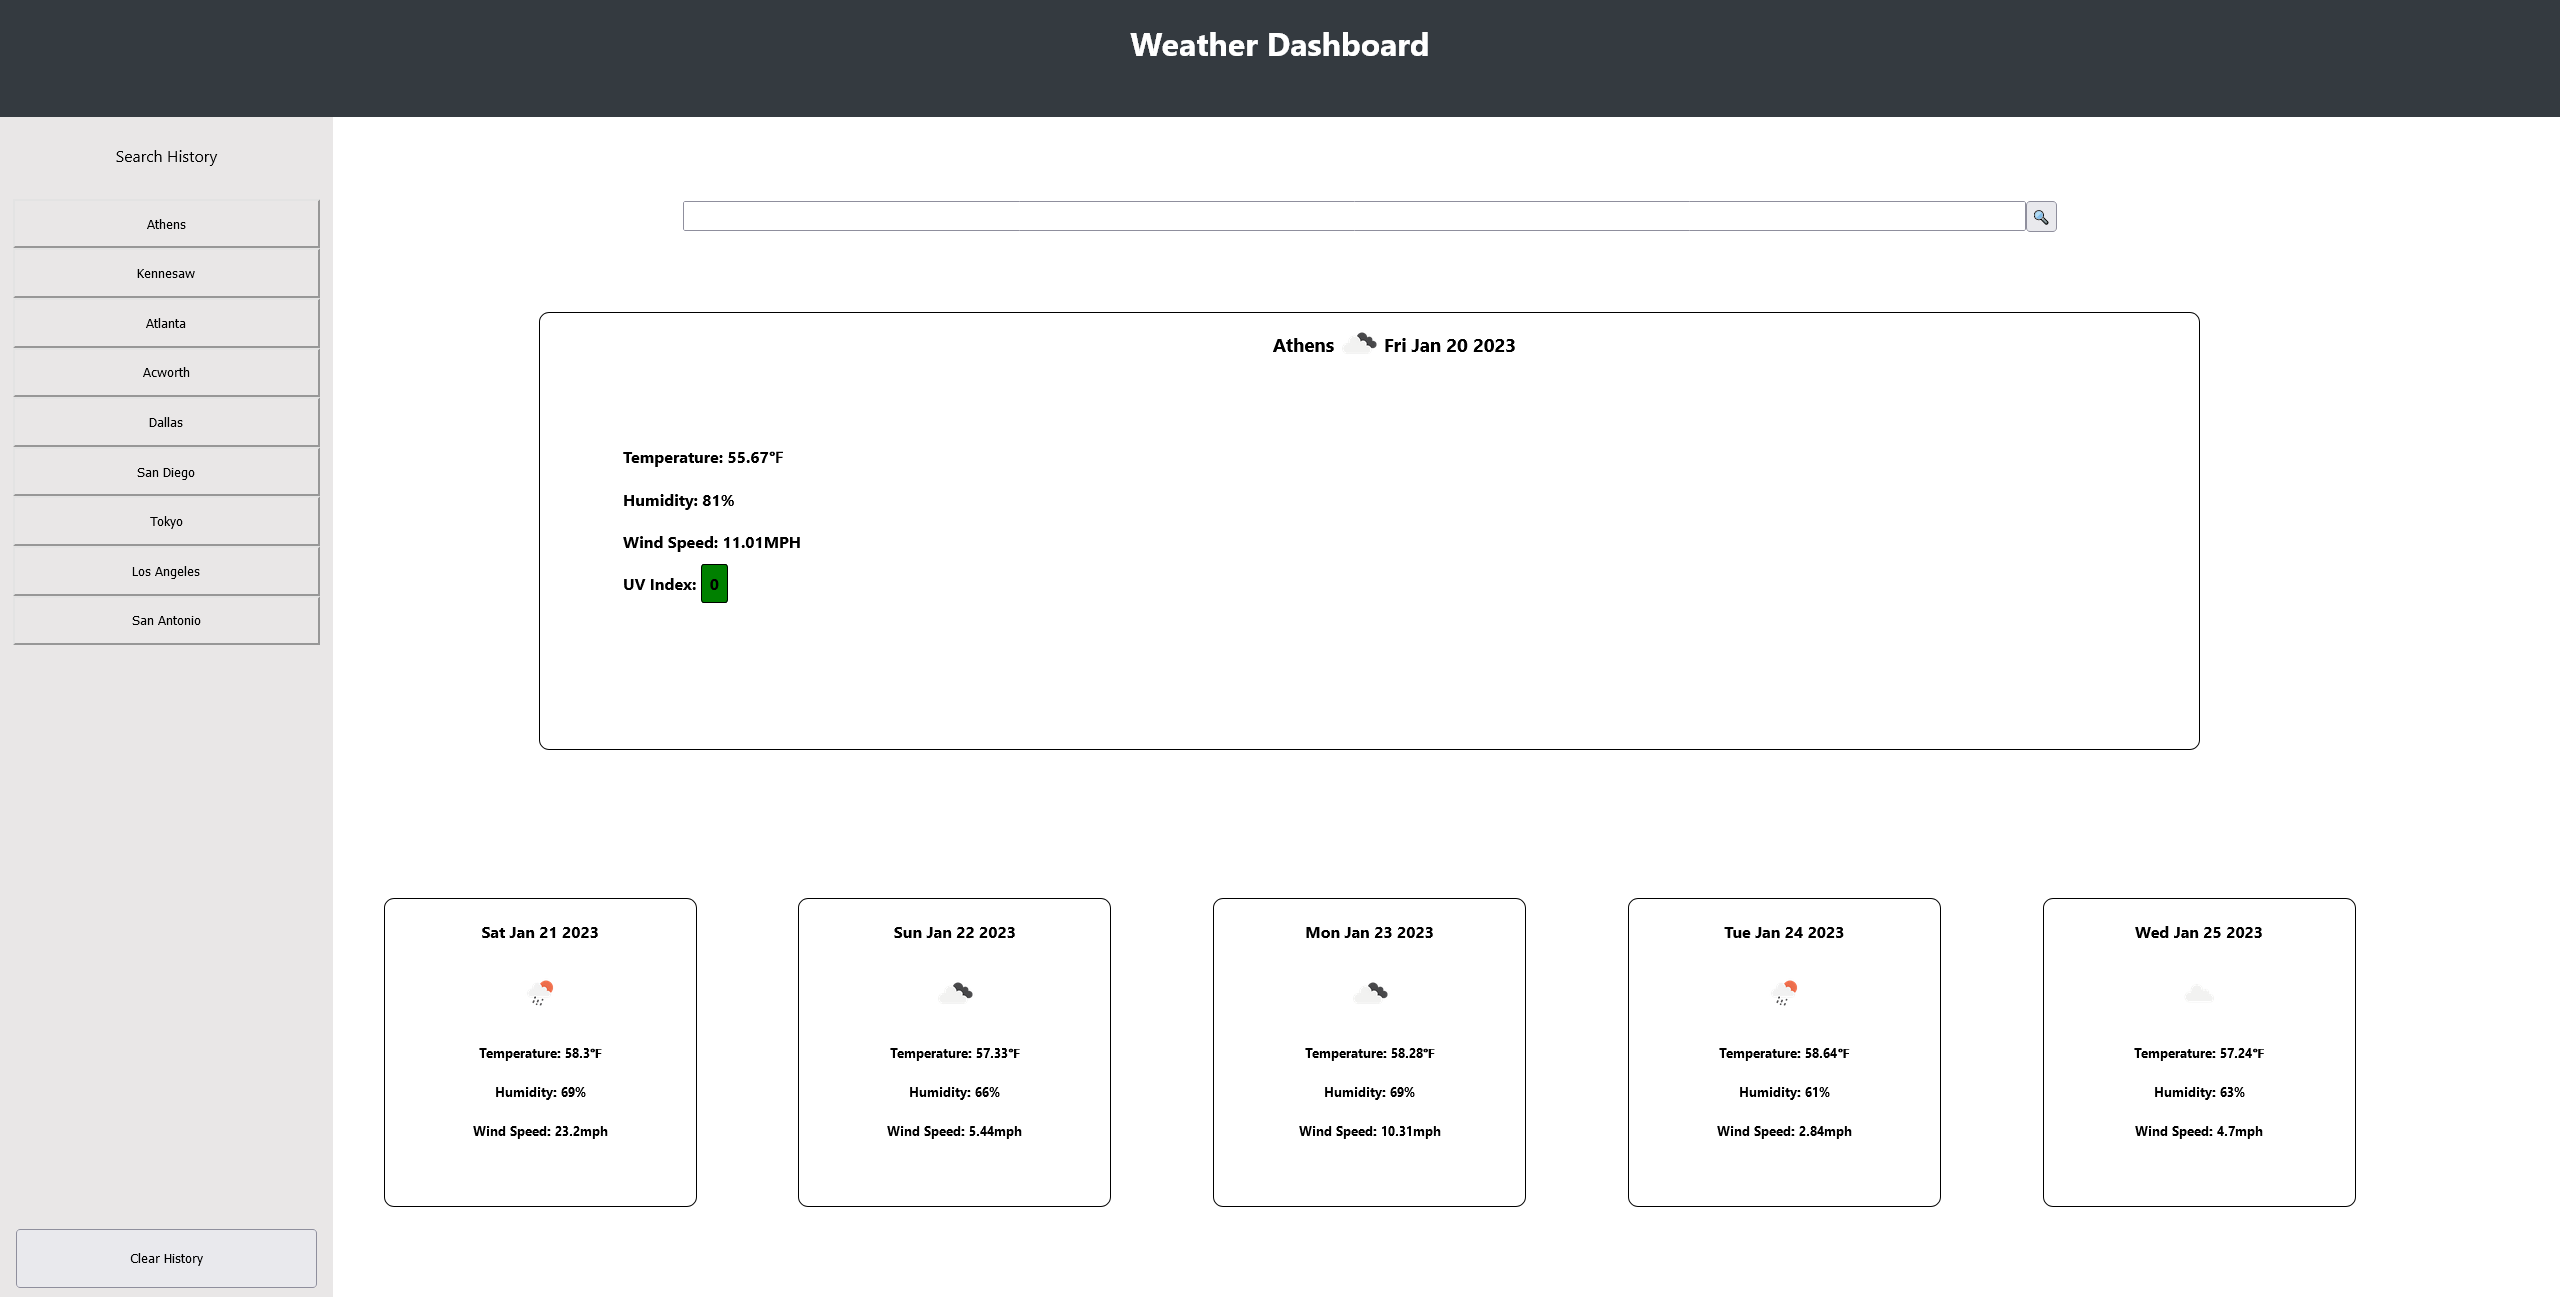 Weather Dashboard
Search History
Athens
Kennesaw
Atlanta
Acworth
Dallas
San Diego
Tokyo
Los Angeles
San Antonio
Clear History
Athens Fri Jan 20 2023
Temperature: 55.67°F
Humidity: 81%
Wind Speed: 11.01MPH
UV Index: 0
Sat Jan 21 2023
Temperature: 58.3°F
Humidity: 69%
Wind Speed: 23.2mph
Sun Jan 22 2023
Temperature: 57.33°F
Humidity: 66%
Wind Speed: 5.44mph
Mon Jan 23 2023
Temperature: 58.28°F
Humidity: 69%
Wind Speed: 10.31mph
Tue Jan 24 2023
Temperature: 58.64°F
Humidity: 61%
Wind Speed: 2.84mph
Wed Jan 25 2023
Temperature: 57.24°F
Humidity: 63%
Wind Speed: 4.7mph